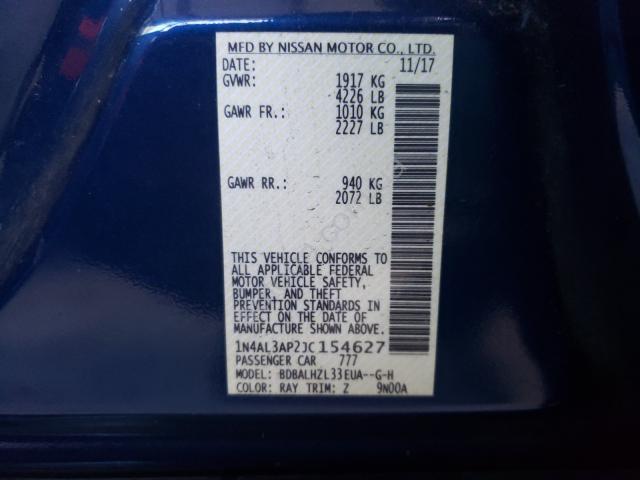 MFD BY NISSAN MOTOR CO., LTD.
DATE: 11/17
GVWR: 1917 KG
4226 LB
GAWR FR.: 1010 KG
2227 LB
GAWR RR.: 940 KG
2072 LB
THIS VEHICLE CONFORMS TO
ALL APPLICABLE FEDERAL
MOTOR VEHICLE SAFETY,
BUMPER, AND THEFT
PREVENTION STANDARDS IN
EFFECT ON THE DATE OF
MANUFACTURE SHOWN ABOVE.
1N4AL3AP2JC154627
PASSENGER CAR 777
MODEL: BDBALHZL33EUA--G-H
COLOR: RAY TRIM: Z 9N00A